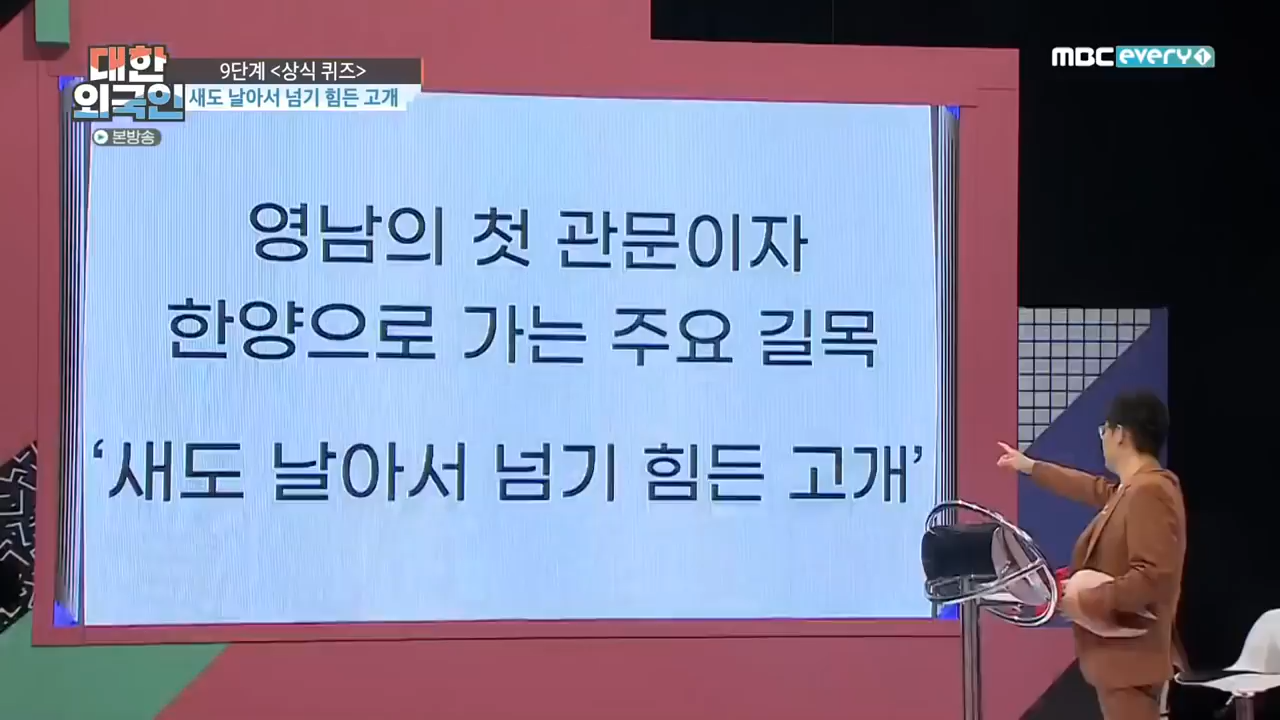 대한
외국인
9단계 <상식 퀴즈>
새도 날아서 넘기 힘든 고개
본방송
MBC every1
영남의 첫 관문이자
한양으로 가는 주요 길목
‘새도 날아서 넘기 힘든 고개’